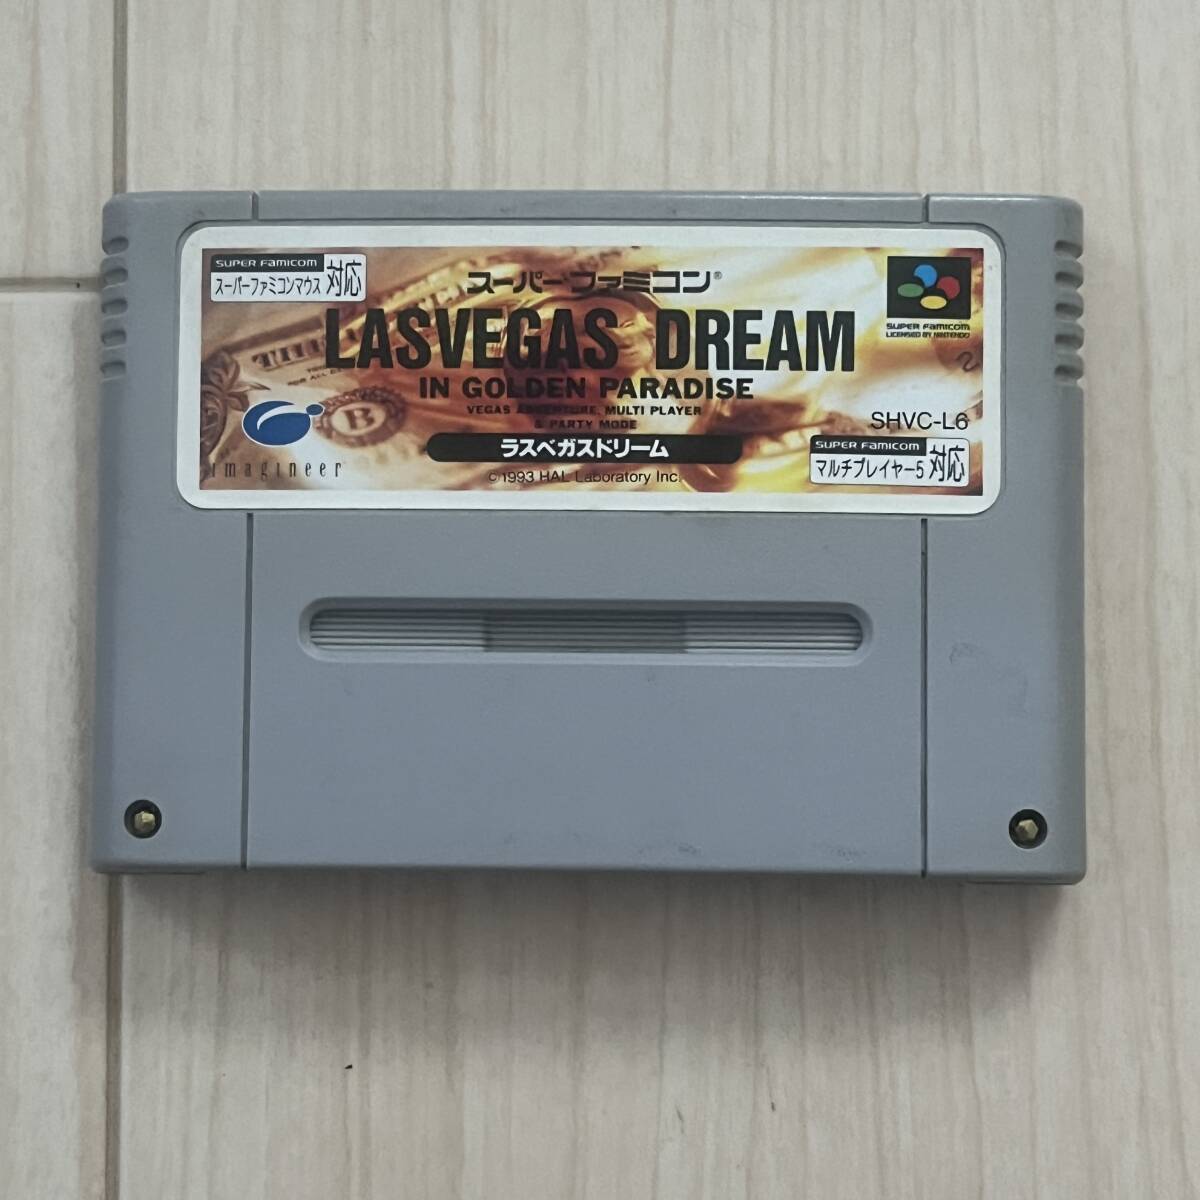 SUPER FAMICOM
スーパーファミコンマウス 対応
スーパーファミコン®
SUPER FAMICOM
LICENSED BY NINTENDO
LASVEGAS DREAM
IN GOLDEN PARADISE
VEGAS ADVENTURE, MULTI PLAYER
& PARTY MODE
imagineer
ラスベガスドリーム
©1993 HAL Laboratory Inc.
SHVC-L6
SUPER FAMICOM
マルチプレイヤー5 対応
B